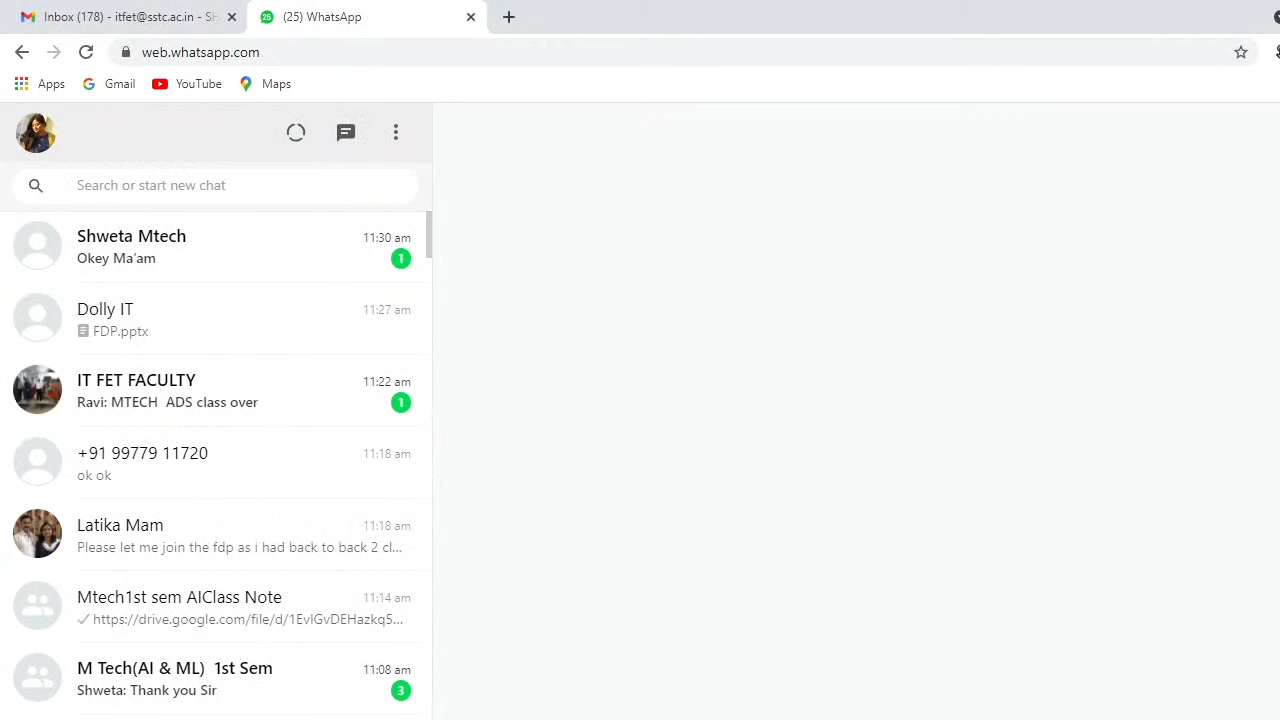 Inbox (178) - itfet@sstc.ac.in - SH
25
(25) WhatsApp
web.whatsapp.com
Apps
Gmail
YouTube
Maps
Search or start new chat
Shweta Mtech
11:30 am
Okey Ma'am
1
Dolly IT
11:27 am
FDP.pptx
IT FET FACULTY
11:22 am
Ravi: MTECH ADS class over
1
+91 99779 11720
11:18 am
ok ok
Latika Mam
11:18 am
Please let me join the fdp as i had back to back 2 cl...
Mtech1st sem AIClass Note
11:14 am
https://drive.google.com/file/d/1EvIGvDEHazkq5...
M Tech(AI & ML) 1st Sem
11:08 am
Shweta: Thank you Sir
3